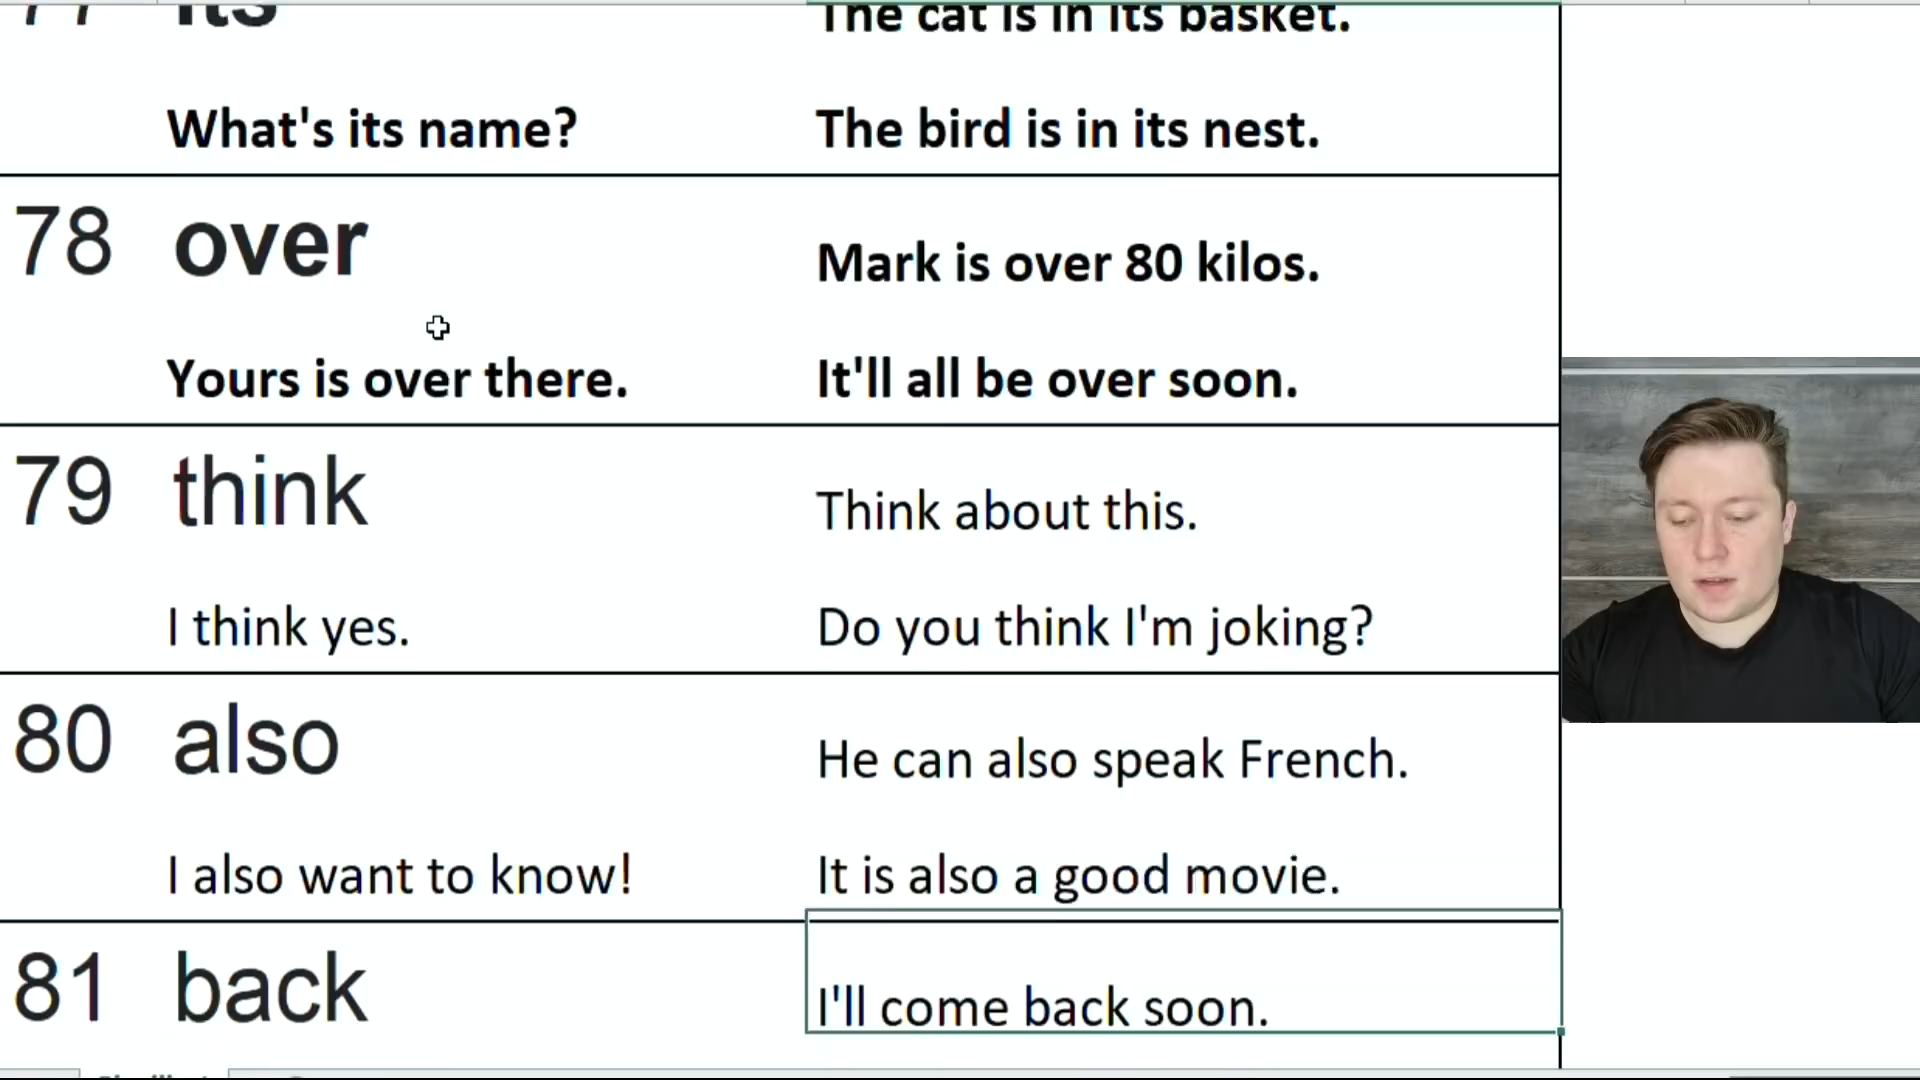 77 its
The cat is in its basket.
What's its name?
The bird is in its nest.
78 over
Mark is over 80 kilos.
Yours is over there.
It'll all be over soon.
79 think
Think about this.
I think yes.
Do you think I'm joking?
80 also
He can also speak French.
I also want to know!
It is also a good movie.
81 back
I'll come back soon.